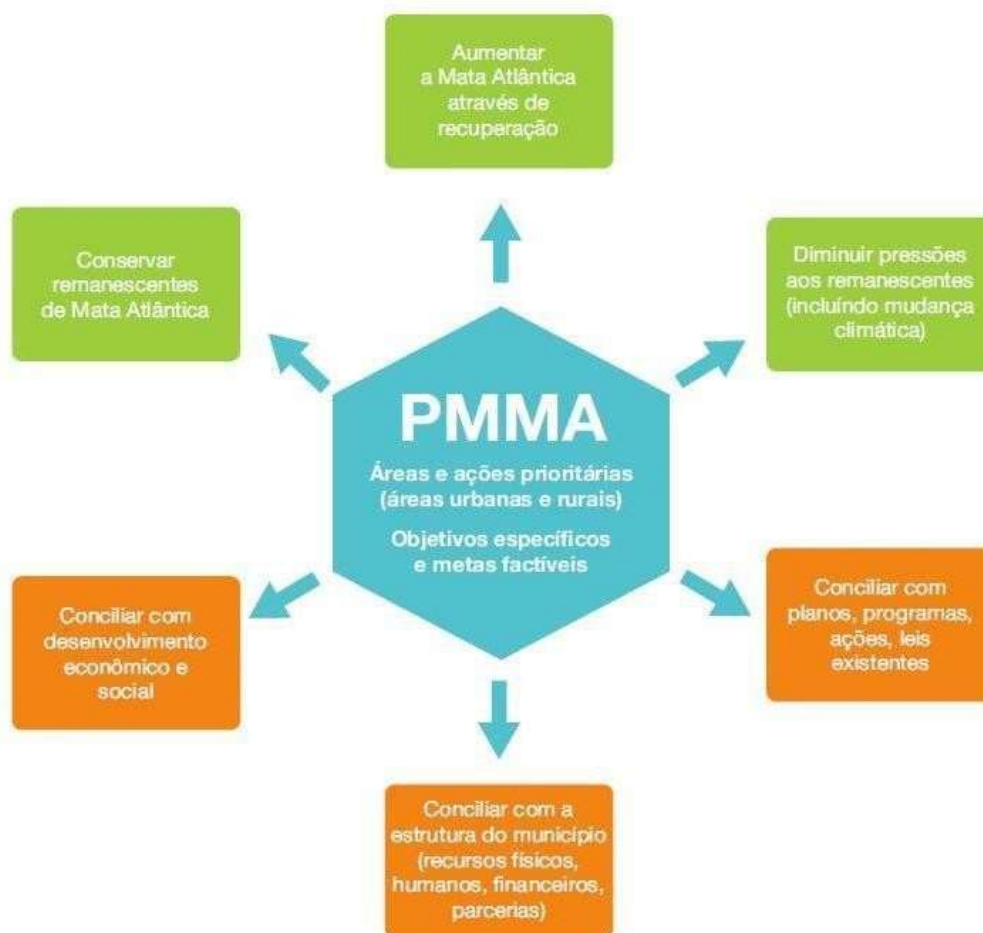 Aumentar
a Mata Atlântica
através de
recuperação
Conservar
remanescentes
de Mata Atlântica
Diminuir pressões
aos remanescentes
(incluíndo mudança
climática)
PMMA
Áreas e ações prioritárias
(áreas urbanas e rurais)
Objetivos específicos
e metas factíveis
Conciliar com
desenvolvimento
econômico e
social
Conciliar com
planos, programas,
ações, leis
existentes
Conciliar com a
estrutura do município
(recursos físicos,
humanos, financeiros,
parcerias)